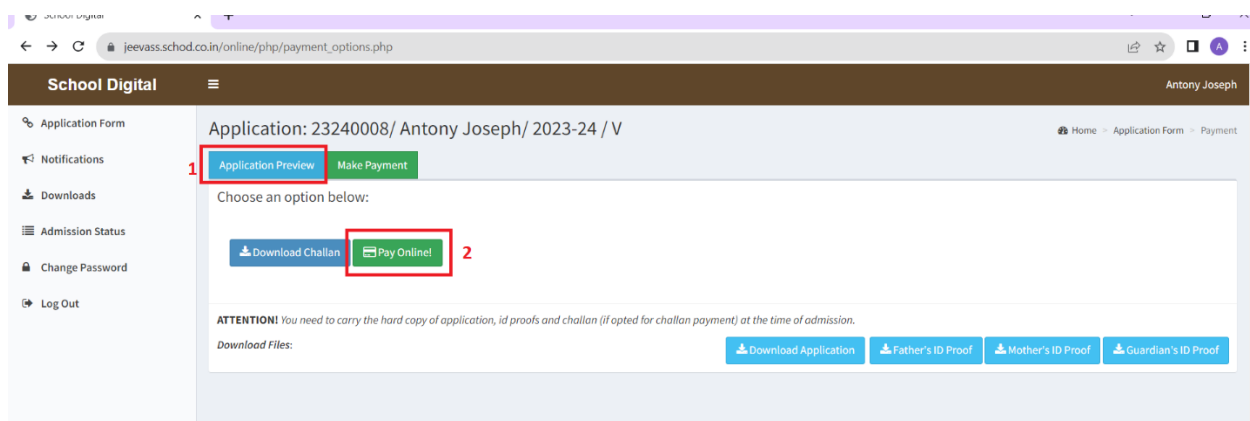 School Digital
jeevass.schod.co.in/online/php/payment_options.php
A
School Digital
Antony Joseph
Application Form
Notifications
Downloads
Admission Status
Change Password
Log Out
Application: 23240008/ Antony Joseph/ 2023-24 / V
Home > Application Form > Payment
1
Application Preview
Make Payment
Choose an option below:
Download Challan
Pay Online!
2
ATTENTION! You need to carry the hard copy of application, id proofs and challan (if opted for challan payment) at the time of admission.
Download Files:
Download Application
Father's ID Proof
Mother's ID Proof
Guardian's ID Proof